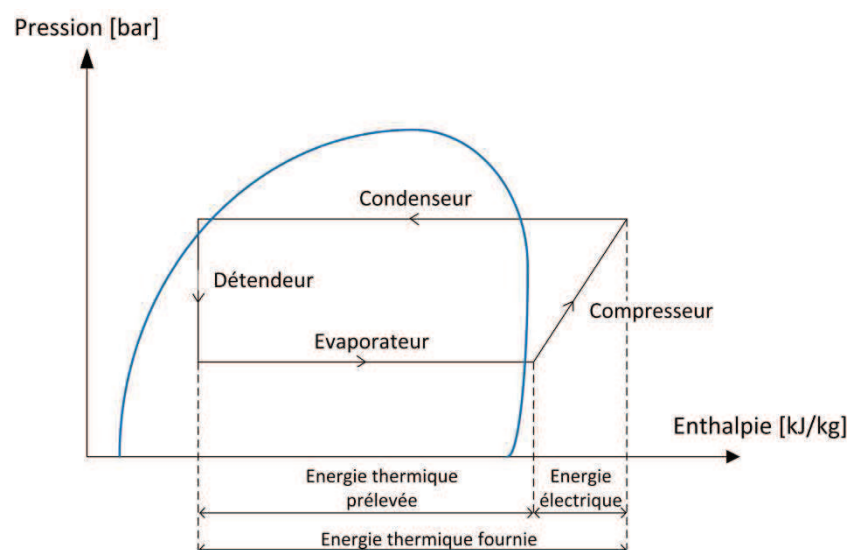 Pression [bar]
Condenseur
Détendeur
Compresseur
Evaporateur
Enthalpie [kJ/kg]
Energie thermique
prélevée
Energie
électrique
Energie thermique fournie